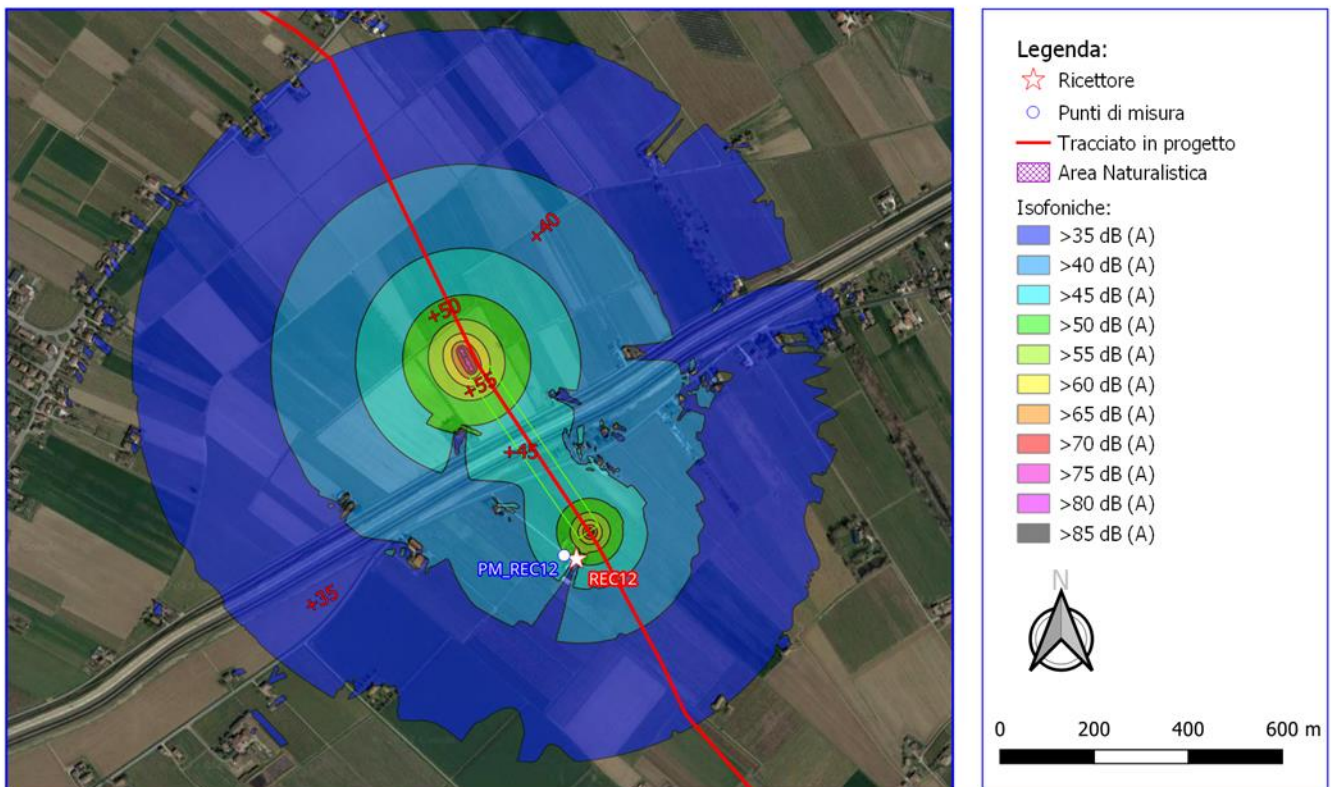 +40
+50
+55
+45
PM_REC12
REC12
+35
Legenda:
Ricettore
Punti di misura
Tracciato in progetto
Area Naturalistica
Isofoniche:
>35 dB (A)
>40 dB (A)
>45 dB (A)
>50 dB (A)
>55 dB (A)
>60 dB (A)
>65 dB (A)
>70 dB (A)
>75 dB (A)
>80 dB (A)
>85 dB (A)
N
0 200 400 600 m